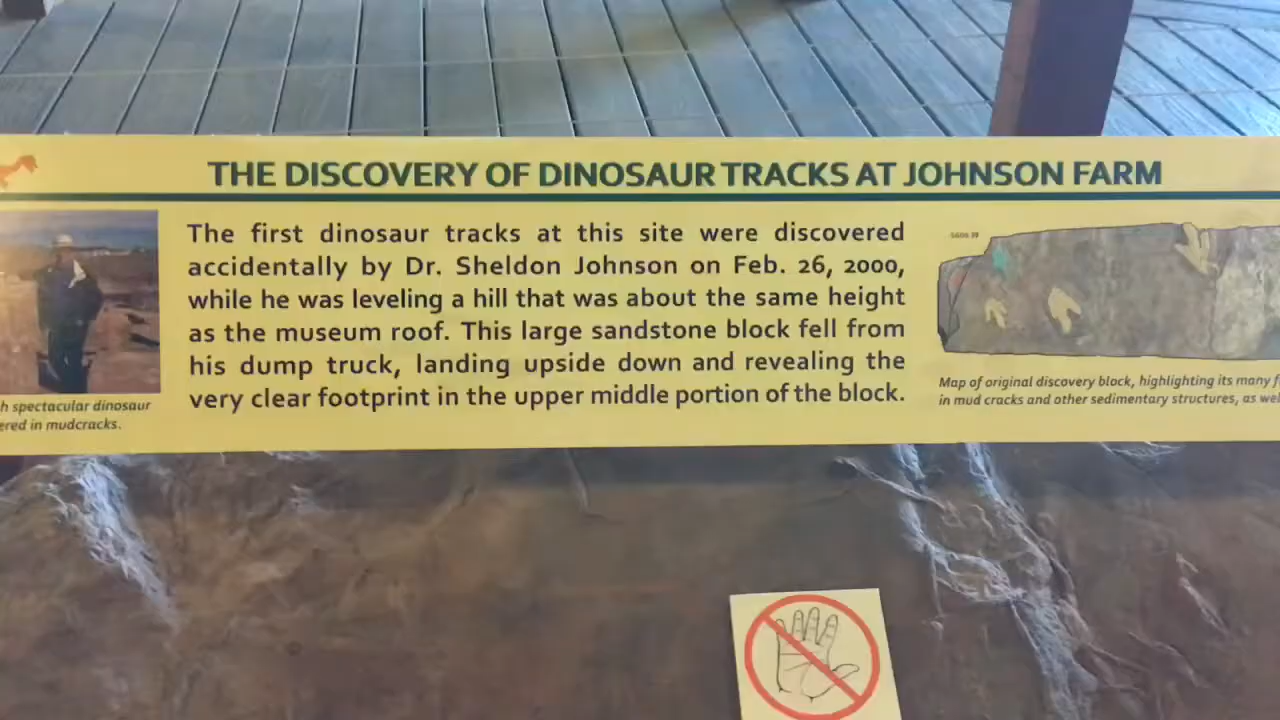 THE DISCOVERY OF DINOSAUR TRACKS AT JOHNSON FARM
The first dinosaur tracks at this site were discovered
accidentally by Dr. Sheldon Johnson on Feb. 26, 2000,
while he was leveling a hill that was about the same height
as the museum roof. This large sandstone block fell from
his dump truck, landing upside down and revealing the
very clear footprint in the upper middle portion of the block.
spectacular dinosaur
in mudcracks.
Map of original discovery block, highlighting its many
in mud cracks and other sedimentary structures, as